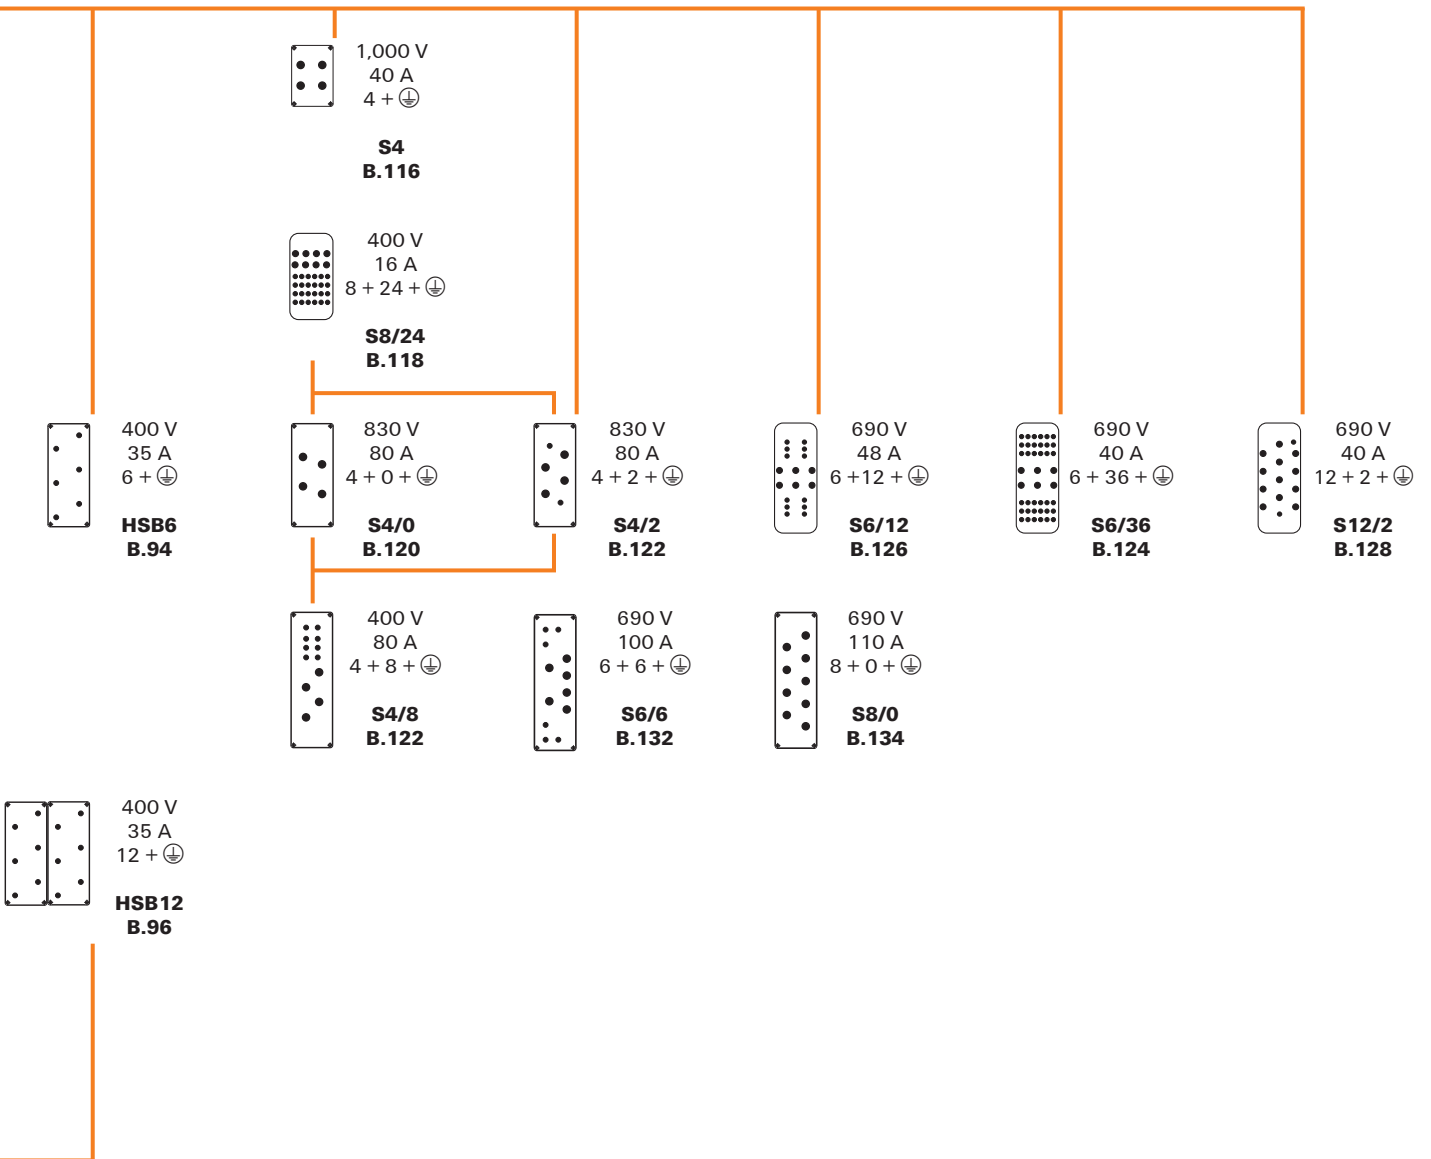 1,000 V
40 A
4 + ⏚
S4
B.116
400 V
16 A
8 + 24 + ⏚
S8/24
B.118
400 V
35 A
6 + ⏚
HSB6
B.94
830 V
80 A
4 + 0 + ⏚
S4/0
B.120
830 V
80 A
4 + 2 + ⏚
S4/2
B.122
690 V
48 A
6 +12 + ⏚
S6/12
B.126
690 V
40 A
6 + 36 + ⏚
S6/36
B.124
690 V
40 A
12 + 2 + ⏚
S12/2
B.128
400 V
80 A
4 + 8 + ⏚
S4/8
B.122
690 V
100 A
6 + 6 + ⏚
S6/6
B.132
690 V
110 A
8 + 0 + ⏚
S8/0
B.134
400 V
35 A
12 + ⏚
HSB12
B.96